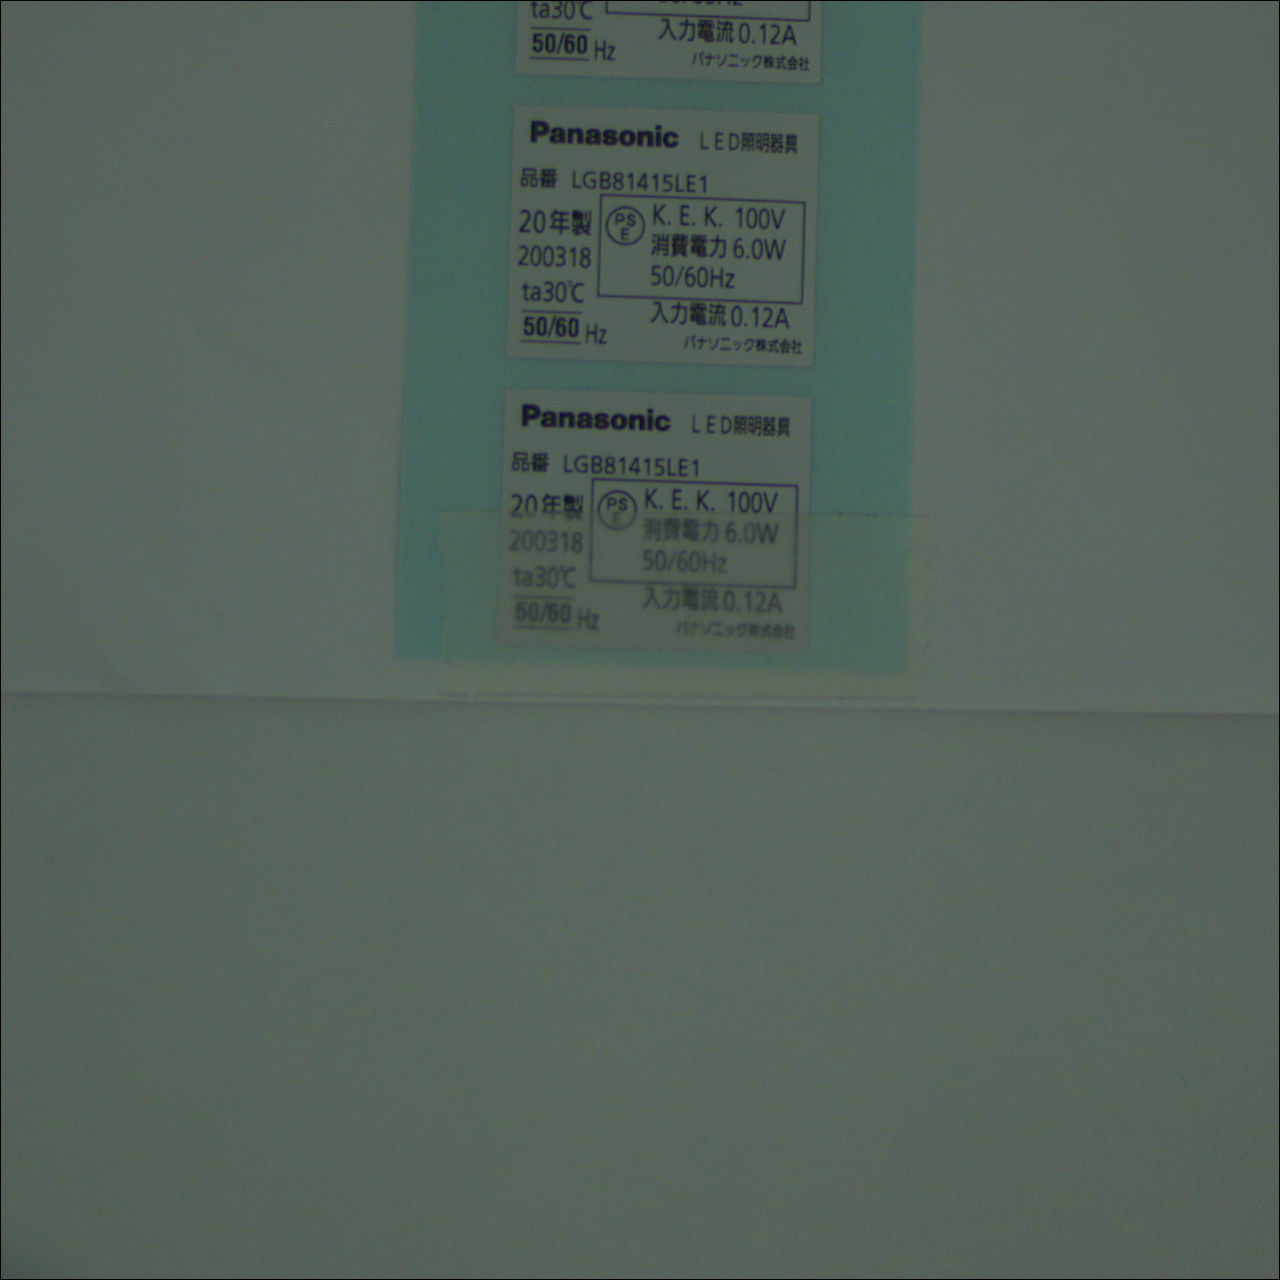 ta30℃
50/60 Hz
入力電流0.12A
パナソニック株式会社
Panasonic LED照明器具
品番 LGB81415LE1
20年製
200318
ta30℃
50/60 Hz
PS
E
K. E. K. 100V
消費電力6.0W
50/60Hz
入力電流0.12A
パナソニック株式会社
Panasonic LED照明器具
品番 LGB81415LE1
20年製
200318
ta30℃
50/60 Hz
PS
E
K. E. K. 100V
消費電力6.0W
50/60Hz
入力電流0.12A
パナソニック株式会社